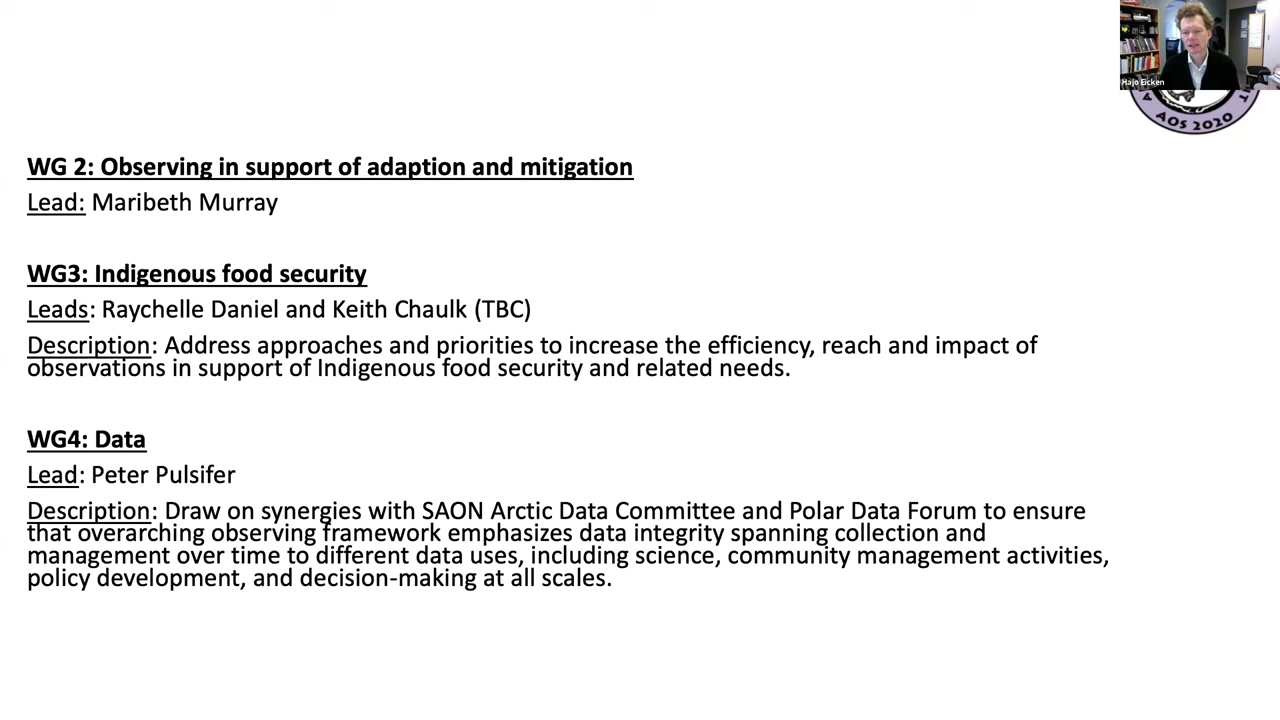 Hajo Eicken
AOS 2020
WG 2: Observing in support of adaption and mitigation
Lead: Maribeth Murray
WG3: Indigenous food security
Leads: Raychelle Daniel and Keith Chaulk (TBC)
Description: Address approaches and priorities to increase the efficiency, reach and impact of
observations in support of Indigenous food security and related needs.
WG4: Data
Lead: Peter Pulsifer
Description: Draw on synergies with SAON Arctic Data Committee and Polar Data Forum to ensure
that overarching observing framework emphasizes data integrity spanning collection and
management over time to different data uses, including science, community management activities,
policy development, and decision-making at all scales.